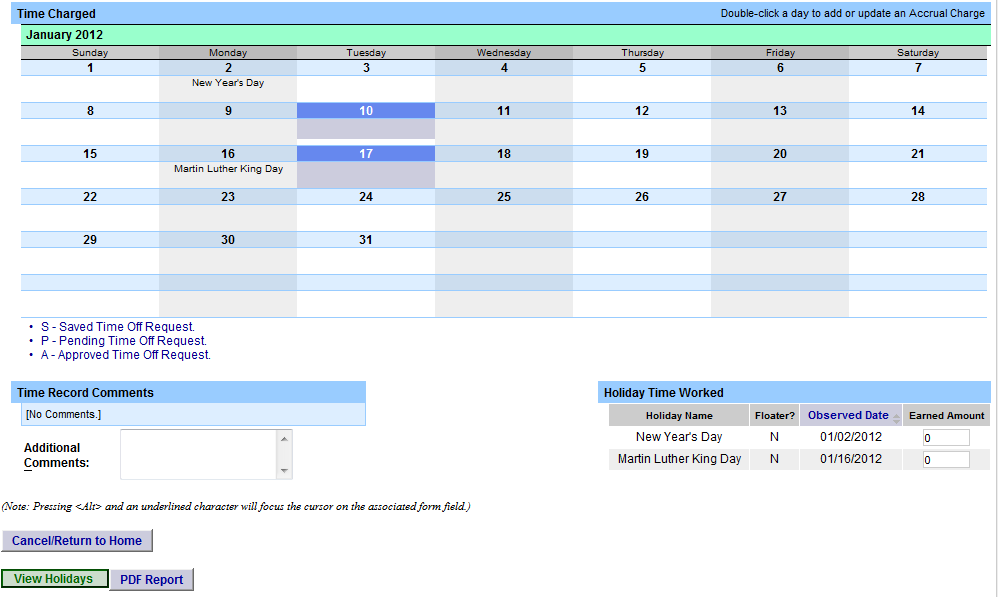 Time Charged Double-click a day to add or update an Accrual Charge
January 2012
Sunday Monday Tuesday Wednesday Thursday Friday Saturday
1 2 3 4 5 6 7
New Year's Day
8 9 10 11 12 13 14
15 16 17 18 19 20 21
Martin Luther King Day
22 23 24 25 26 27 28
29 30 31
• S - Saved Time Off Request.
• P - Pending Time Off Request.
• A - Approved Time Off Request.
Time Record Comments
[No Comments.]
Additional
Comments:
Holiday Time Worked
Holiday Name Floater? Observed Date Earned Amount
New Year's Day N 01/02/2012 0
Martin Luther King Day N 01/16/2012 0
(Note: Pressing <Alt> and an underlined character will focus the cursor on the associated form field.)
Cancel/Return to Home
View Holidays PDF Report